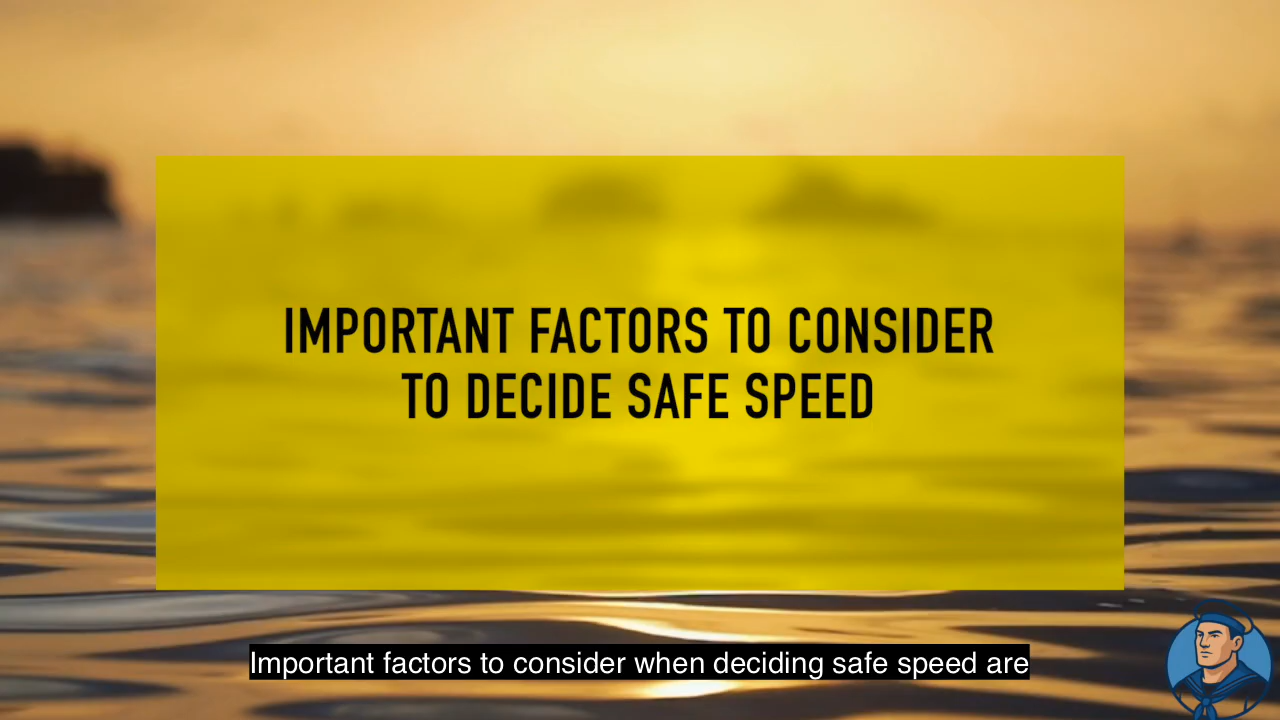 IMPORTANT FACTORS TO CONSIDER
TO DECIDE SAFE SPEED
Important factors to consider when deciding safe speed are